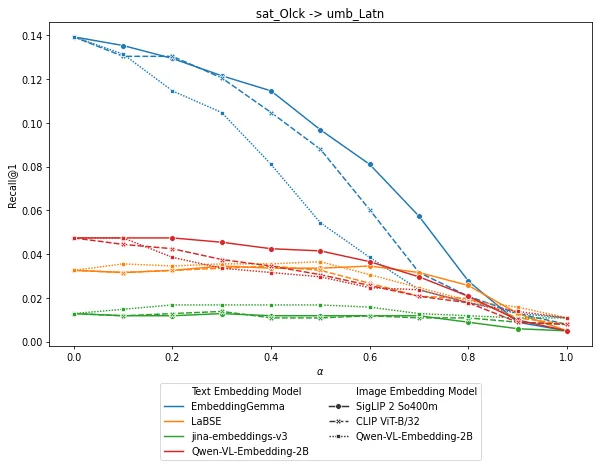 sat_Olck -> umb_Latn
0.14
0.12
0.10
0.08
0.06
0.04
0.02
0.00
Recall@1
0.0 0.2 0.4 0.6 0.8 1.0
α
Text Embedding Model Image Embedding Model
EmbeddingGemma SigLIP 2 So400m
LaBSE CLIP ViT-B/32
jina-embeddings-v3 Qwen-VL-Embedding-2B
Qwen-VL-Embedding-2B